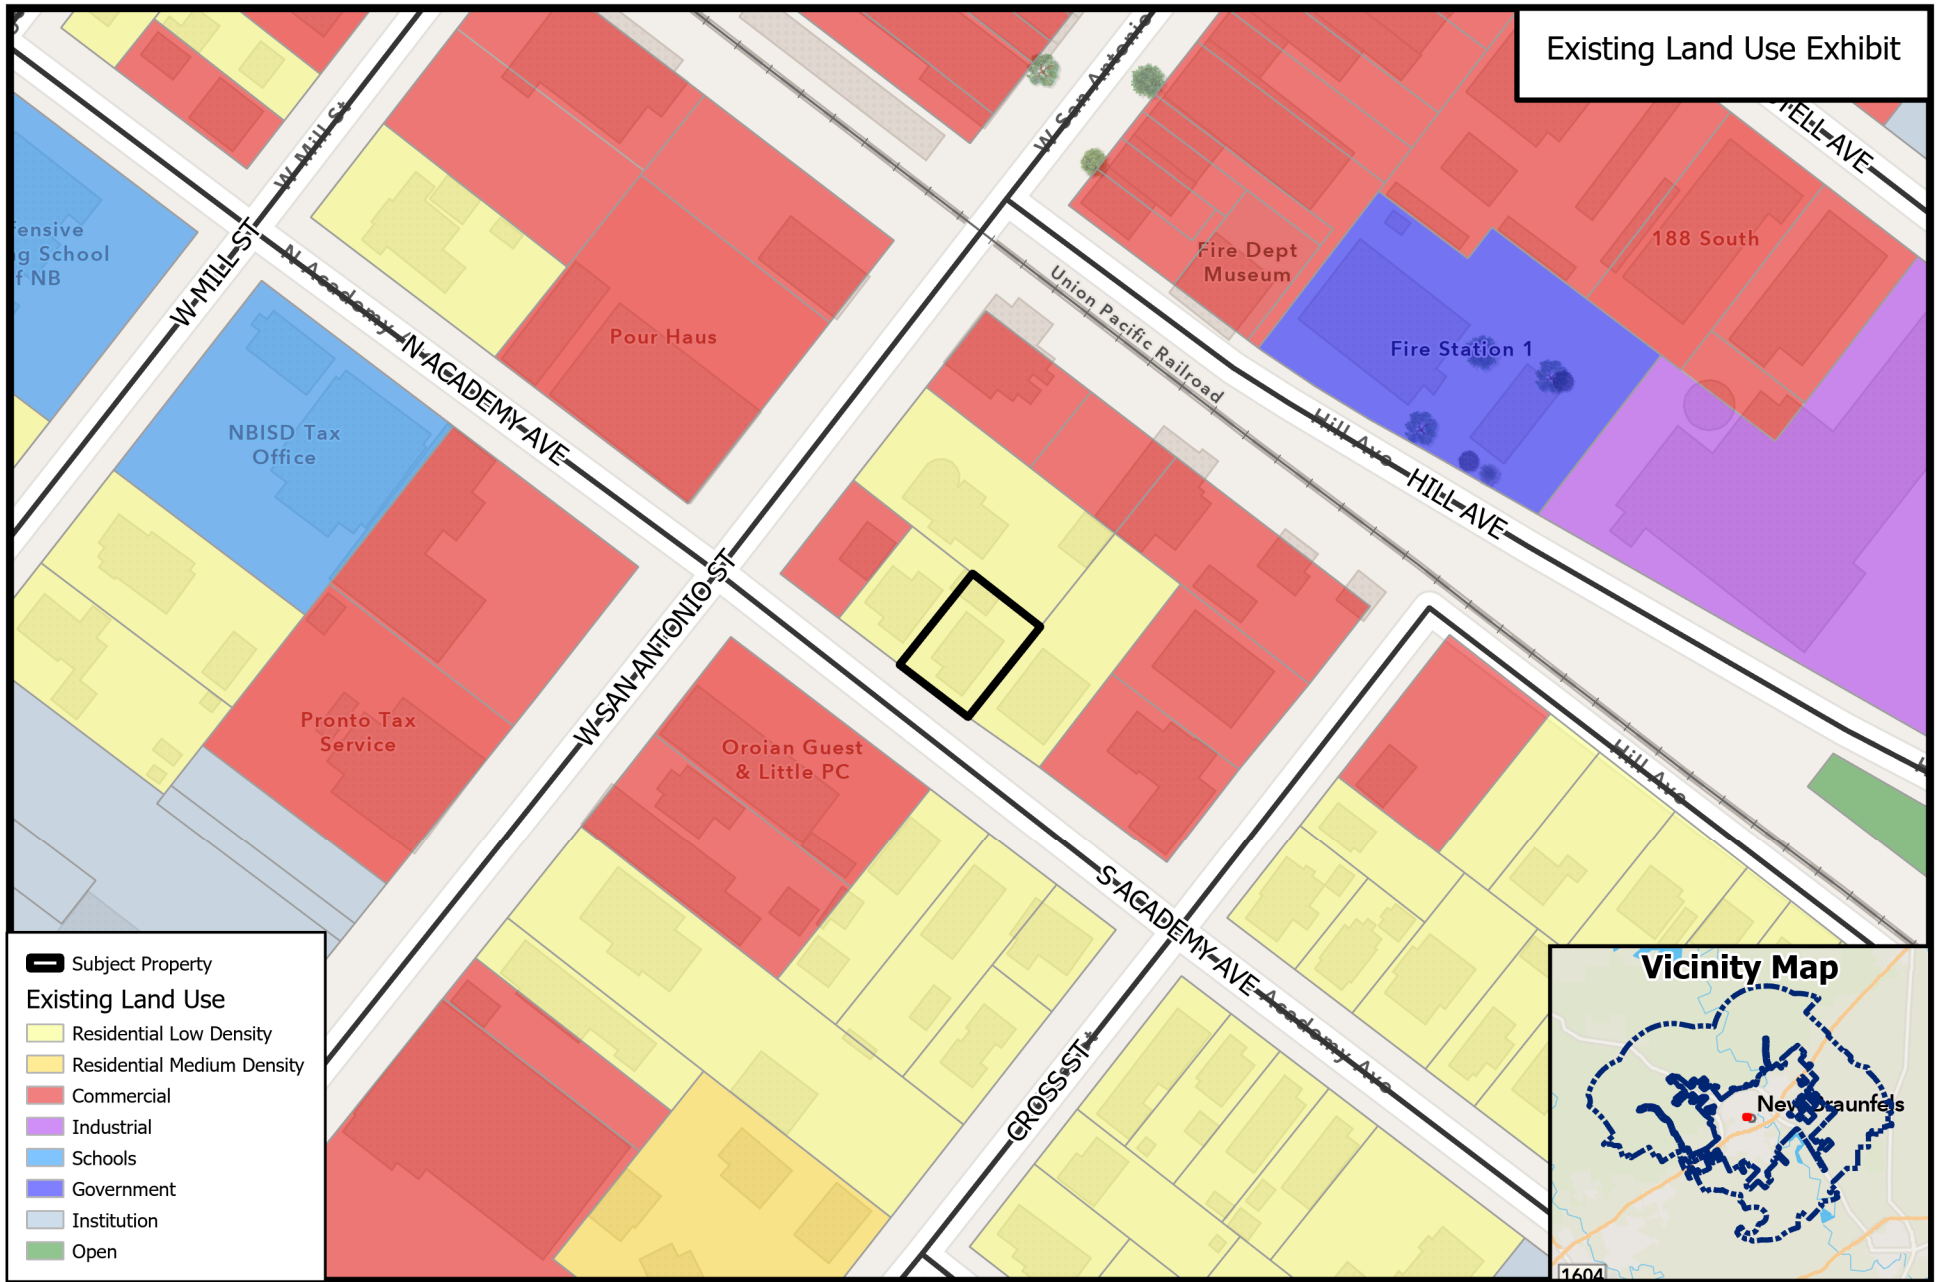 Existing Land Use Exhibit
W San Antonio
ELL AVE
W Mill St
W MILL ST
g School
f NB
N Academy
N ACADEMY AVE
Pour Haus
Fire Dept
Museum
188 South
Union Pacific Railroad
Fire Station 1
Hill Ave
HILL AVE
NBISD Tax
Office
W SAN ANTONIO ST
Pronto Tax
Service
Oroian Guest
& Little PC
Hill Ave
S ACADEMY AVE
Academy Ave
CROSS ST
Subject Property
Existing Land Use
Residential Low Density
Residential Medium Density
Commercial
Industrial
Schools
Government
Institution
Open
Vicinity Map
New Braunfels
1604